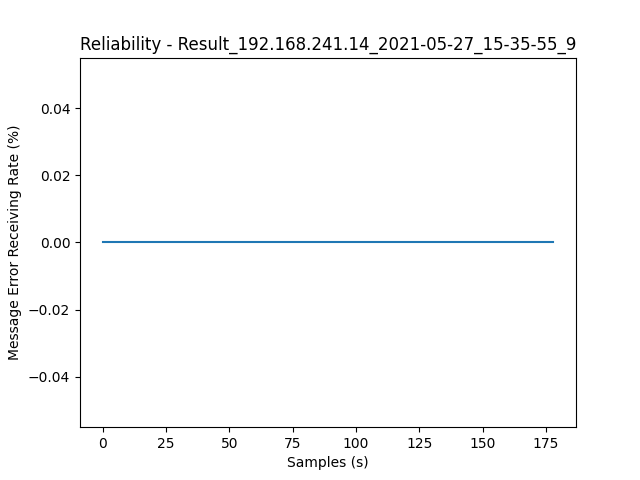 Reliability - Result_192.168.241.14_2021-05-27_15-35-55_9
Message Error Receiving Rate (%)
0.04
0.02
0.00
−0.02
−0.04
0 25 50 75 100 125 150 175
Samples (s)